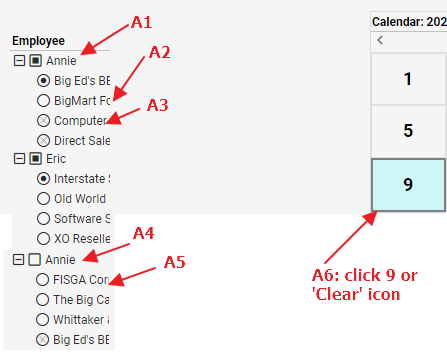 Calendar: 202
A1
Employee
Annie
A2
Big Ed's BE
BigMart Fo
A3
Computer
Direct Sale
Eric
Interstate S
Old World
Software S
XO Reselle
A4
Annie
A5
FISGA Con
The Big Ca
Whittaker &
Big Ed's BE
<
1
5
9
A6: click 9 or
'Clear' icon